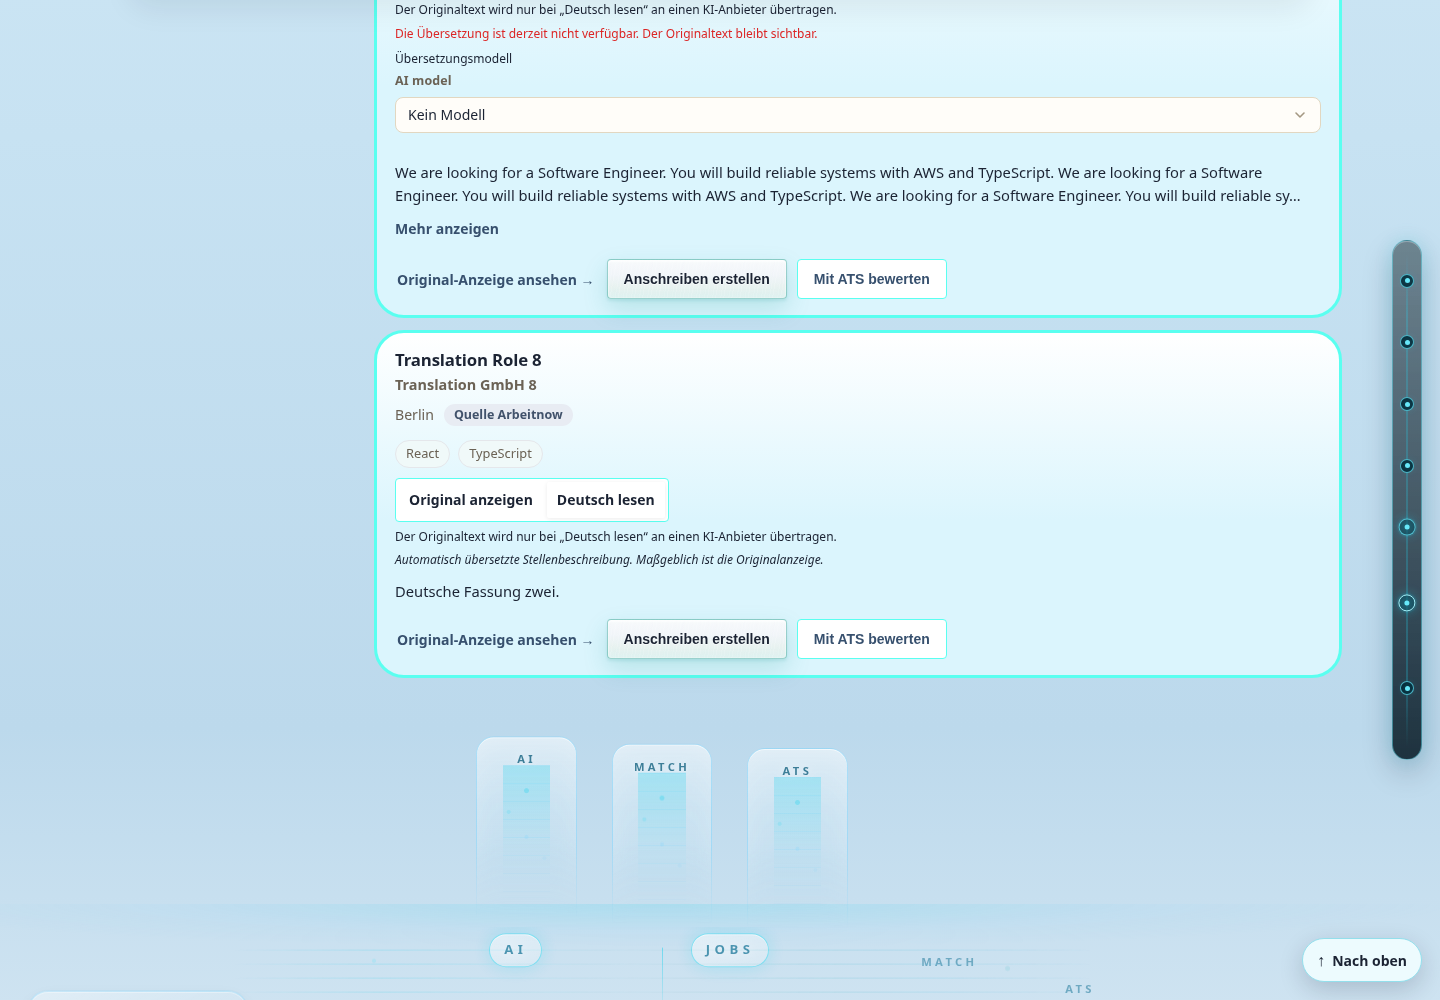 Der Originaltext wird nur bei „Deutsch lesen“ an einen KI-Anbieter übertragen.
Die Übersetzung ist derzeit nicht verfügbar. Der Originaltext bleibt sichtbar.
Übersetzungsmodell
AI model
Kein Modell
We are looking for a Software Engineer. You will build reliable systems with AWS and TypeScript. We are looking for a Software
Engineer. You will build reliable systems with AWS and TypeScript. We are looking for a Software Engineer. You will build reliable sy...
Mehr anzeigen
Original-Anzeige ansehen → Anschreiben erstellen Mit ATS bewerten
Translation Role 8
Translation GmbH 8
Berlin Quelle Arbeitnow
React TypeScript
Original anzeigen Deutsch lesen
Der Originaltext wird nur bei „Deutsch lesen“ an einen KI-Anbieter übertragen.
Automatisch übersetzte Stellenbeschreibung. Maßgeblich ist die Originalanzeige.
Deutsche Fassung zwei.
Original-Anzeige ansehen → Anschreiben erstellen Mit ATS bewerten
AI MATCH ATS
AI JOBS MATCH
↑ Nach oben
ATS